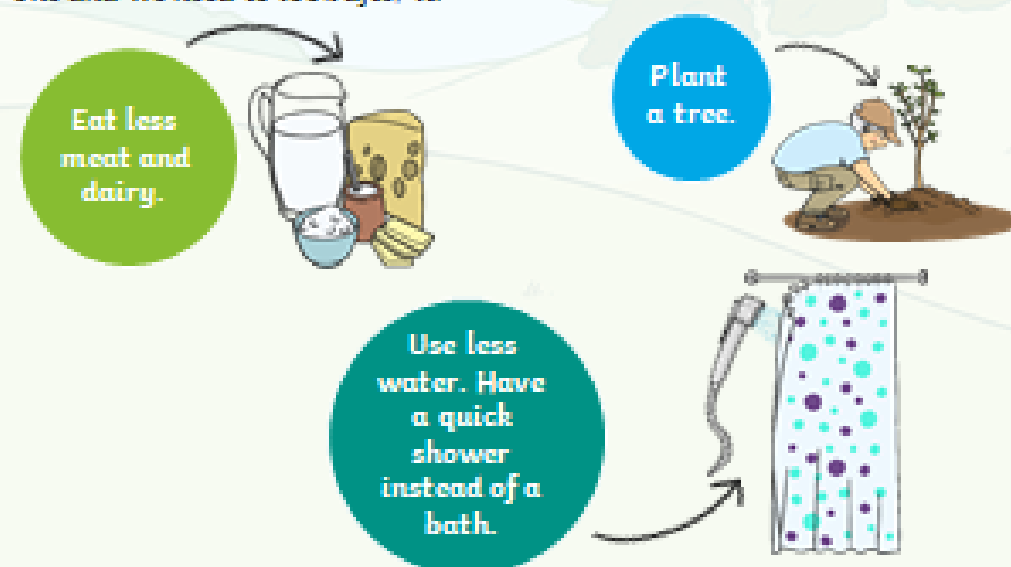 Eat less
meat and
dairy.
Plant
a tree.
Use less
water. Have
a quick
shower
instead of a
bath.